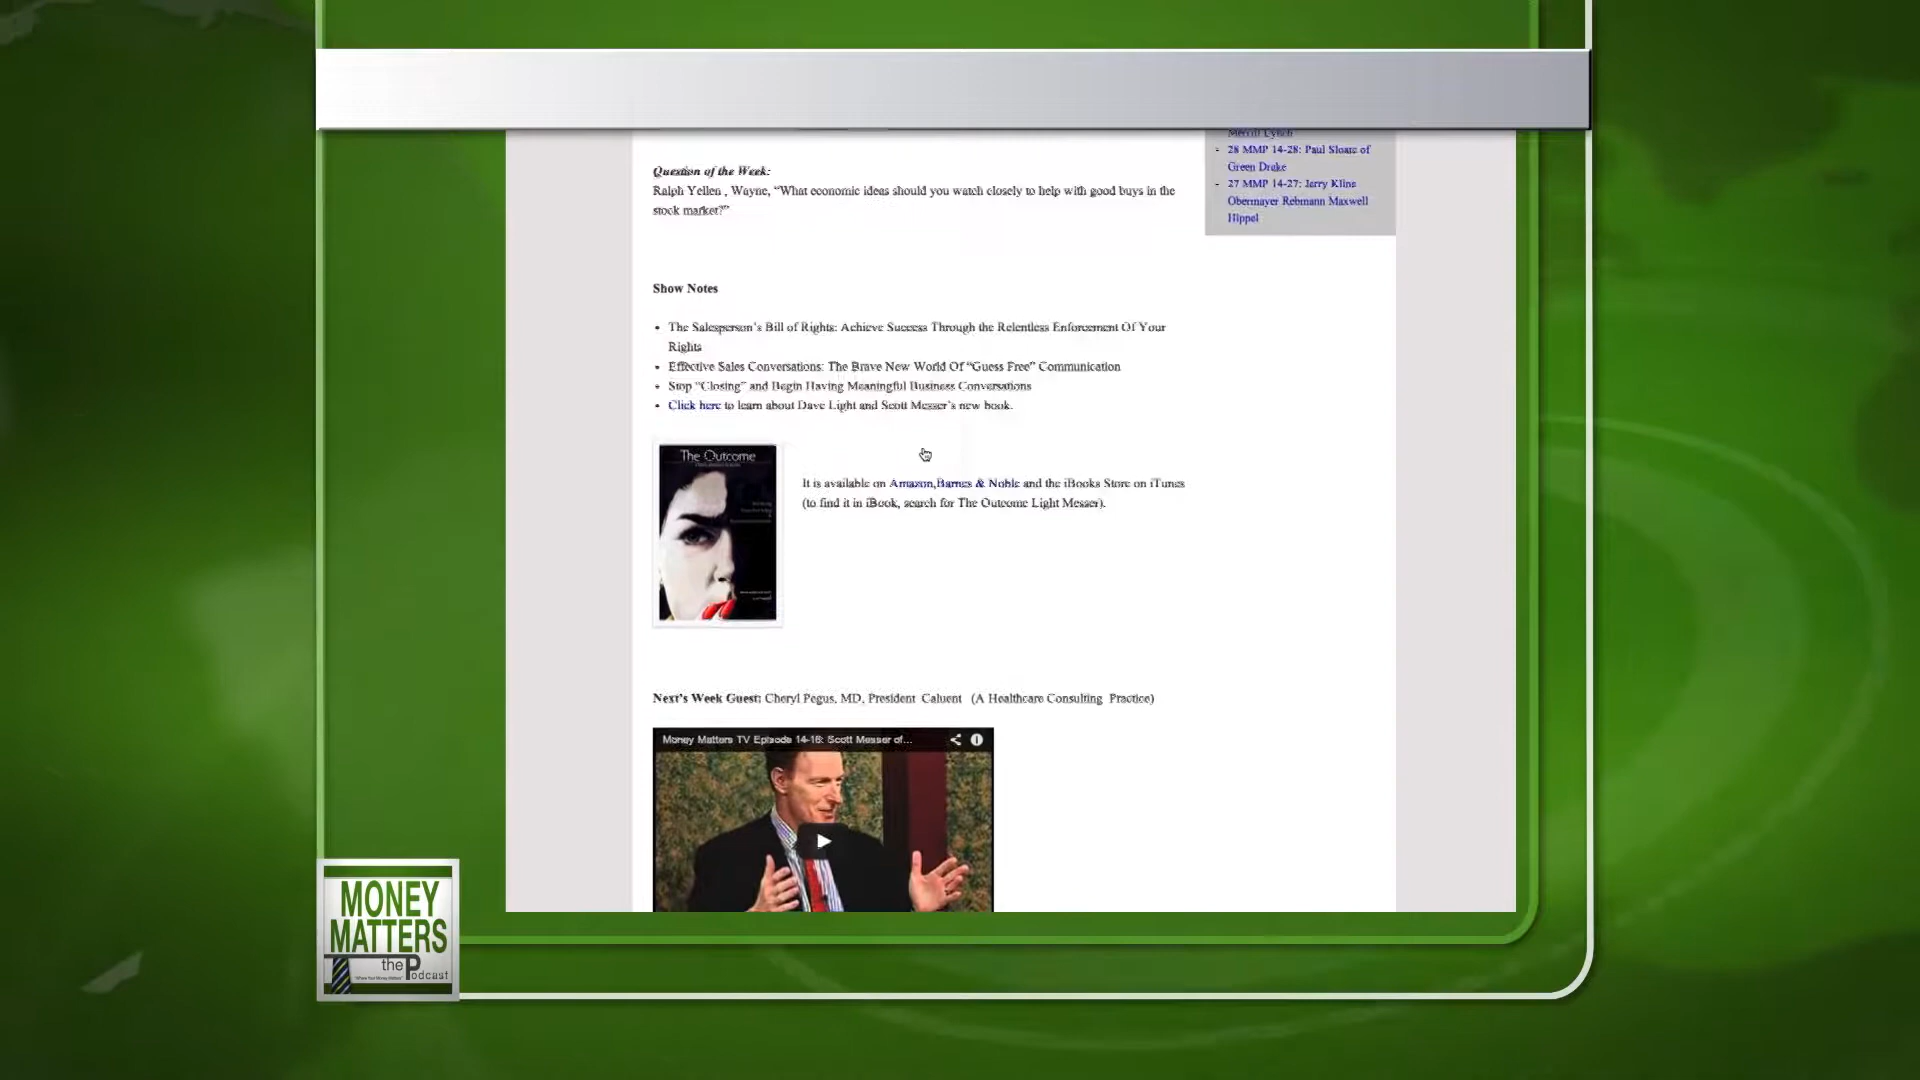 Merrill Lynch
- 28 MMP 14-28: Paul Sloate of
Green Drake
- 27 MMP 14-27: Jerry Kline
Obermayer Rebmann Maxwell
Hippel
Question of the Week:
Ralph Yellen , Wayne, “What economic ideas should you watch closely to help with good buys in the
stock market?”
Show Notes
• The Salesperson’s Bill of Rights: Achieve Success Through the Relentless Enforcement Of Your
Rights
• Effective Sales Conversations: The Brave New World Of “Guess Free” Communication
• Stop “Closing” and Begin Having Meaningful Business Conversations
• Click here to learn about Dave Light and Scott Messer’s new book.
The Outcome
It is available on Amazon,Barnes & Noble and the iBooks Store on iTunes
(to find it in iBook, search for The Outcome Light Messer).
Next’s Week Guest: Cheryl Pegus, MD, President Caluent (A Healthcare Consulting Practice)
Money Matters TV Episode 14-16: Scott Messer of...
MONEY
MATTERS
the Podcast
"Where Your Money Matters"